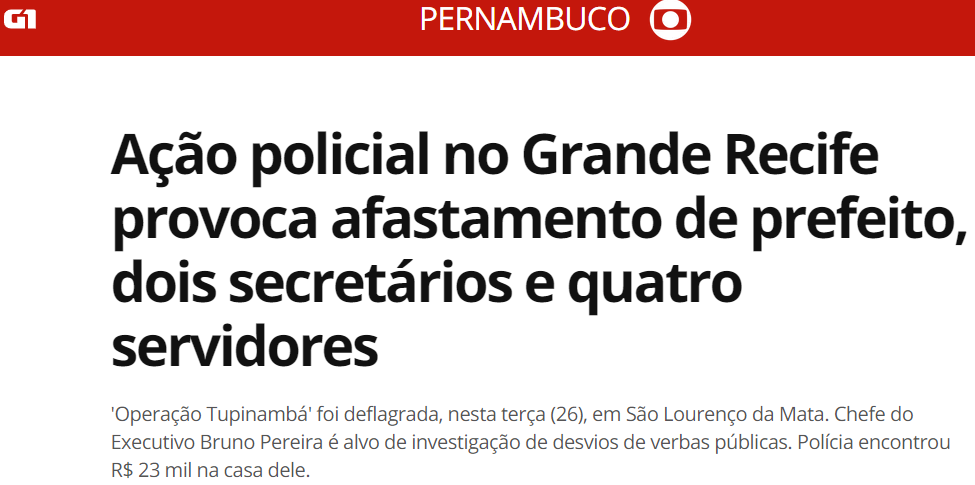 G1
PERNAMBUCO
Ação policial no Grande Recife
provoca afastamento de prefeito,
dois secretários e quatro
servidores
'Operação Tupinambá' foi deflagrada, nesta terça (26), em São Lourenço da Mata. Chefe do
Executivo Bruno Pereira é alvo de investigação de desvios de verbas públicas. Polícia encontrou
R$ 23 mil na casa dele.